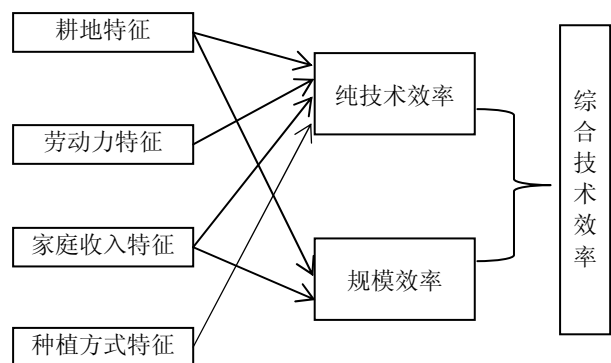 耕地特征
劳动力特征
家庭收入特征
种植方式特征
纯技术效率
规模效率
综合技术效率